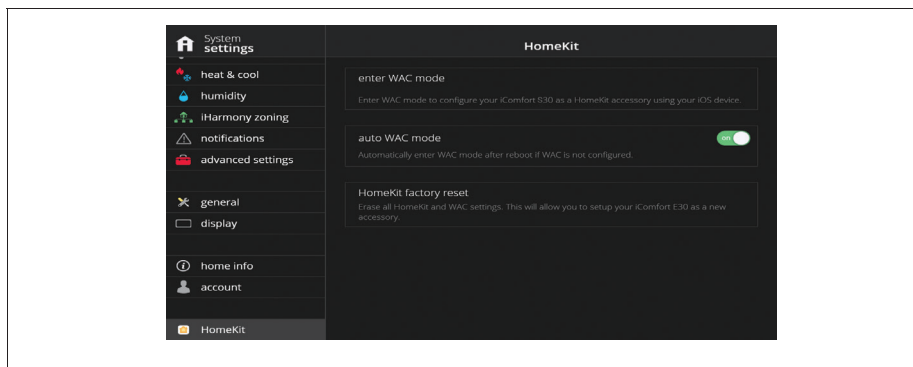 System
settings
heat & cool
humidity
iHarmony zoning
notifications
advanced settings
general
display
home info
account
HomeKit
HomeKit
enter WAC mode
Enter WAC mode to configure your iComfort S30 as a HomeKit accessory using your iOS device.
auto WAC mode
on
Automatically enter WAC mode after reboot if WAC is not configured.
HomeKit factory reset
Erase all HomeKit and WAC settings. This will allow you to setup your iComfort E30 as a new
accessory.